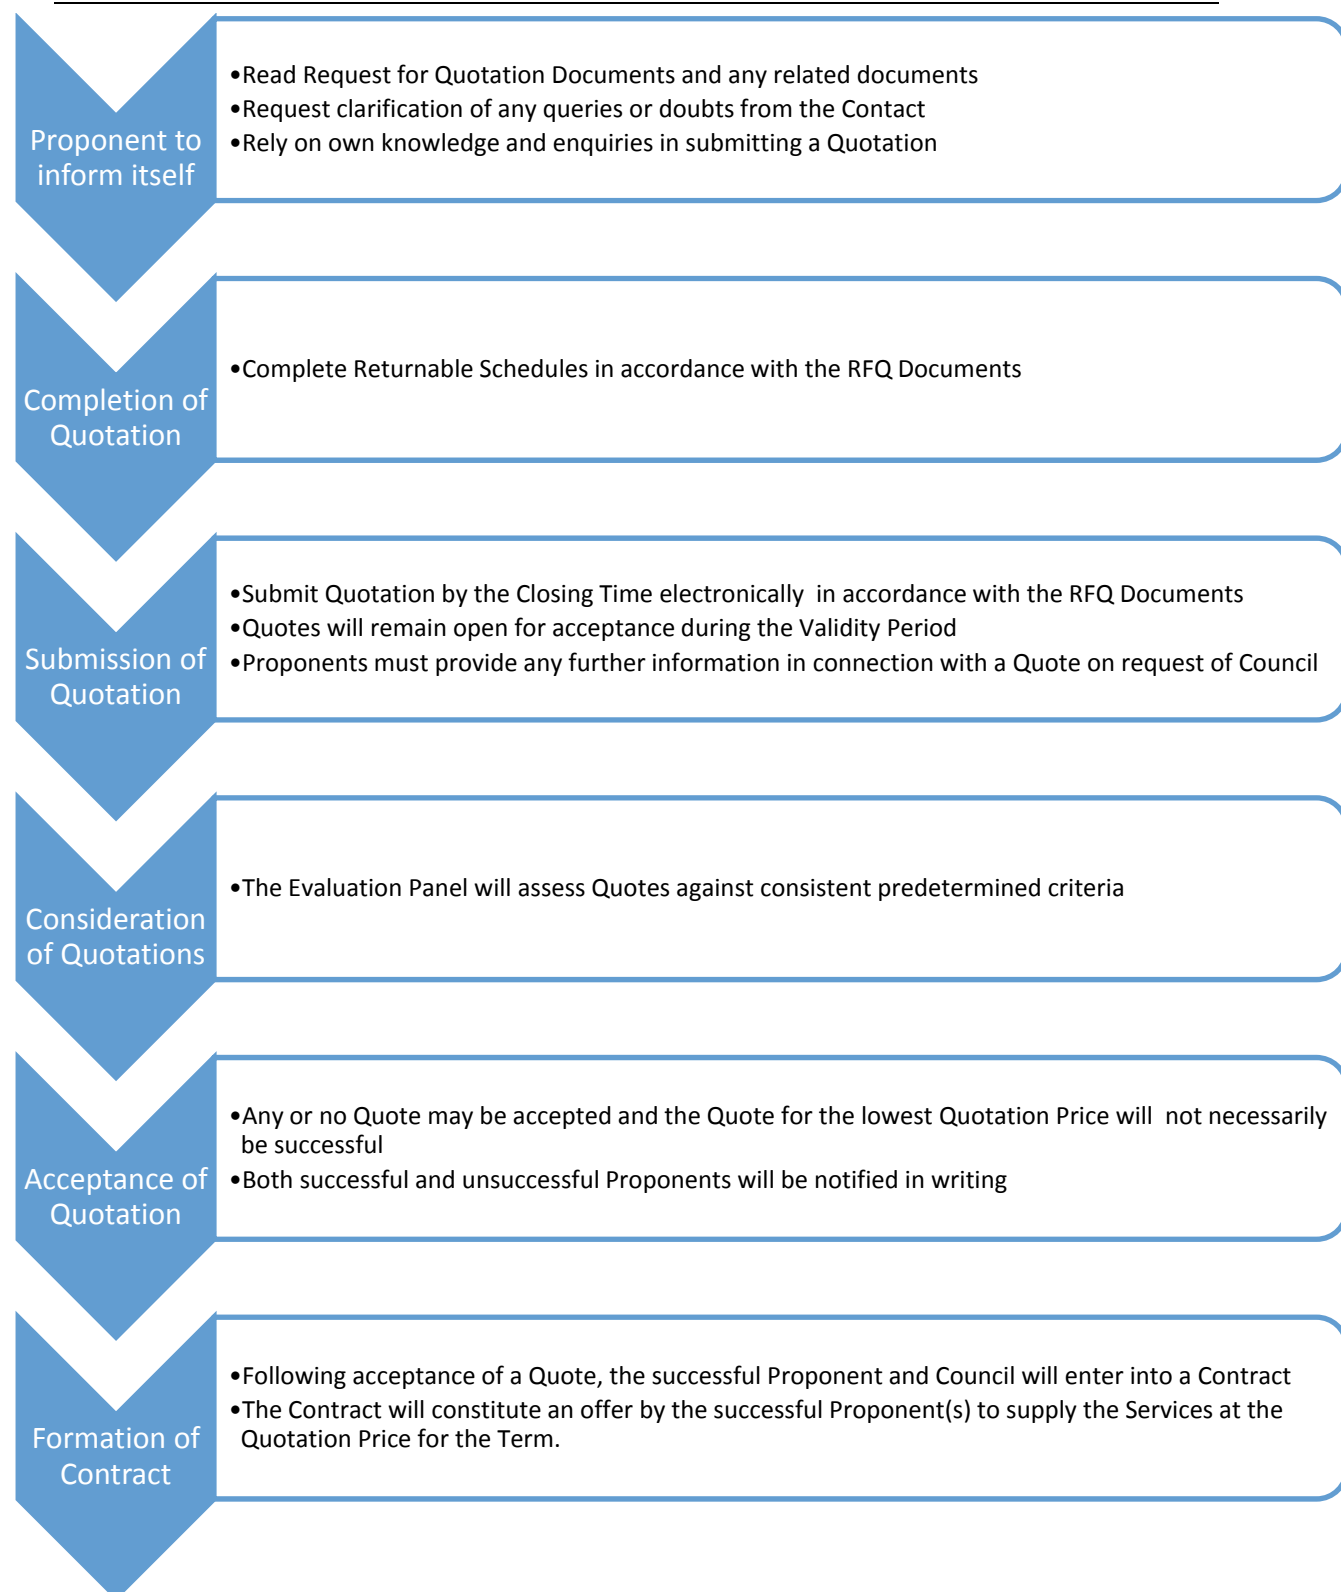 Proponent to
inform itself
•Read Request for Quotation Documents and any related documents
•Request clarification of any queries or doubts from the Contact
•Rely on own knowledge and enquiries in submitting a Quotation
Completion of
Quotation
•Complete Returnable Schedules in accordance with the RFQ Documents
Submission of
Quotation
•Submit Quotation by the Closing Time electronically  in accordance with the RFQ Documents
•Quotes will remain open for acceptance during the Validity Period
•Proponents must provide any further information in connection with a Quote on request of Council
Consideration
of Quotations
•The Evaluation Panel will assess Quotes against consistent predetermined criteria
Acceptance of
Quotation
•Any or no Quote may be accepted and the Quote for the lowest Quotation Price will  not necessarily
be successful
•Both successful and unsuccessful Proponents will be notified in writing
Formation of
Contract
•Following acceptance of a Quote, the successful Proponent and Council will enter into a Contract
•The Contract will constitute an offer by the successful Proponent(s) to supply the Services at the
Quotation Price for the Term.